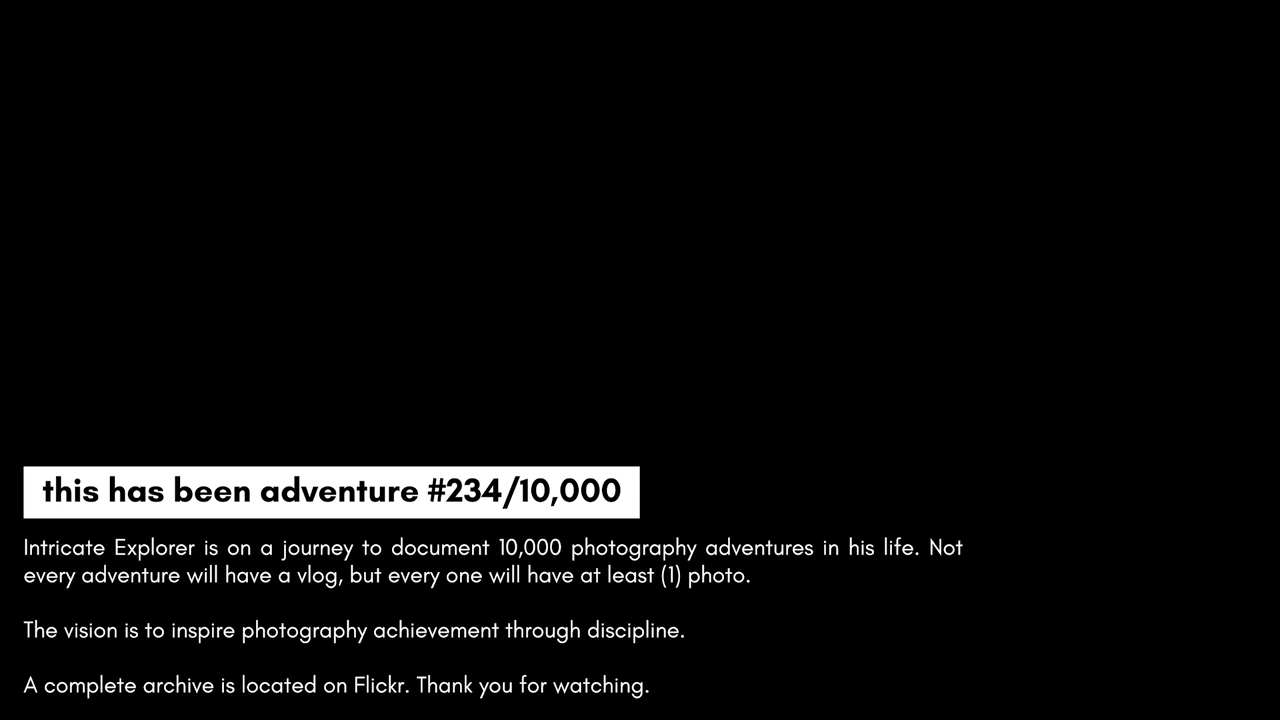 this has been adventure #234/10,000
Intricate Explorer is on a journey to document 10,000 photography adventures in his life. Not
every adventure will have a vlog, but every one will have at least (1) photo.
The vision is to inspire photography achievement through discipline.
A complete archive is located on Flickr. Thank you for watching.